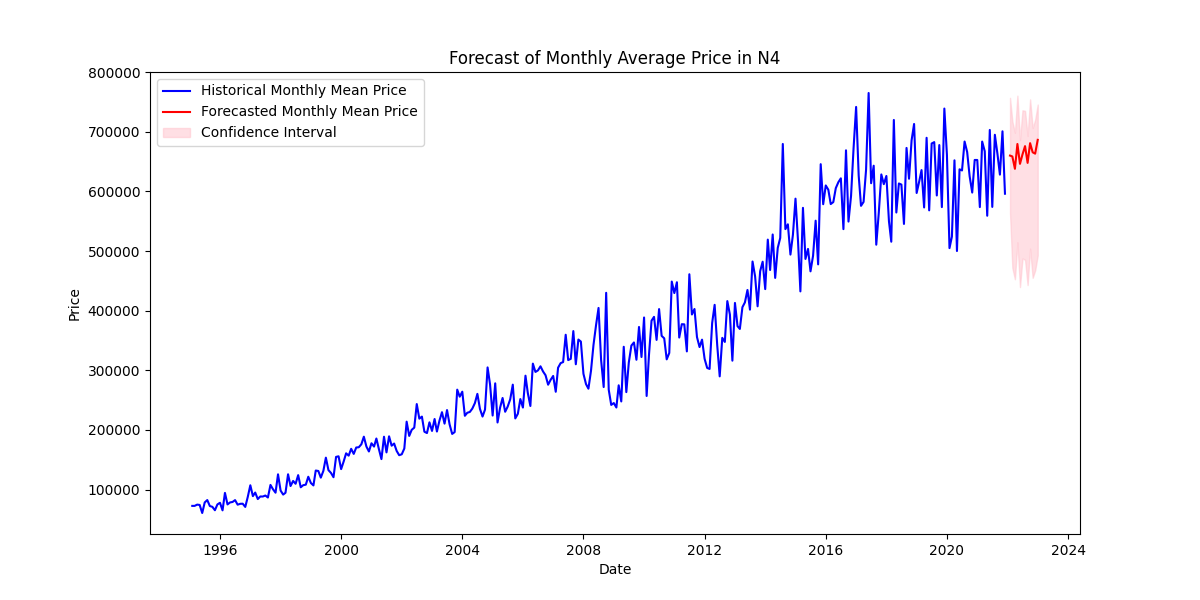 Forecast of Monthly Average Price in N4
Historical Monthly Mean Price
Forecasted Monthly Mean Price
Confidence Interval
Price
800000
700000
600000
500000
400000
300000
200000
100000
1996 2000 2004 2008 2012 2016 2020 2024
Date